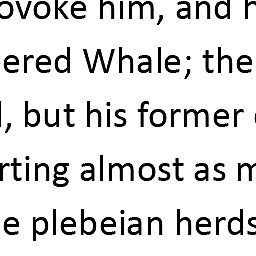 ovoke him, and h
ered Whale; the
l, but his former
rting almost as m
e plebeian herds